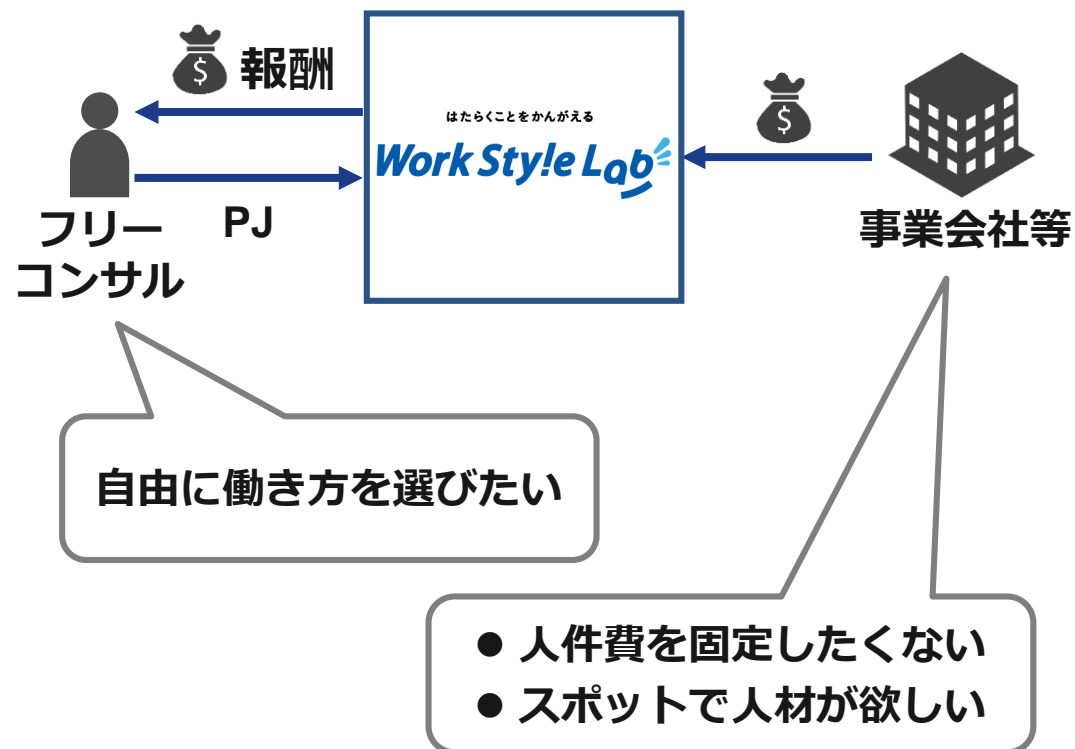 $ 報酬
はたらくことをかんがえる
Work Style Lab
$
フリー
コンサル
PJ
事業会社等
自由に働き方を選びたい
● 人件費を固定したくない
● スポットで人材が欲しい